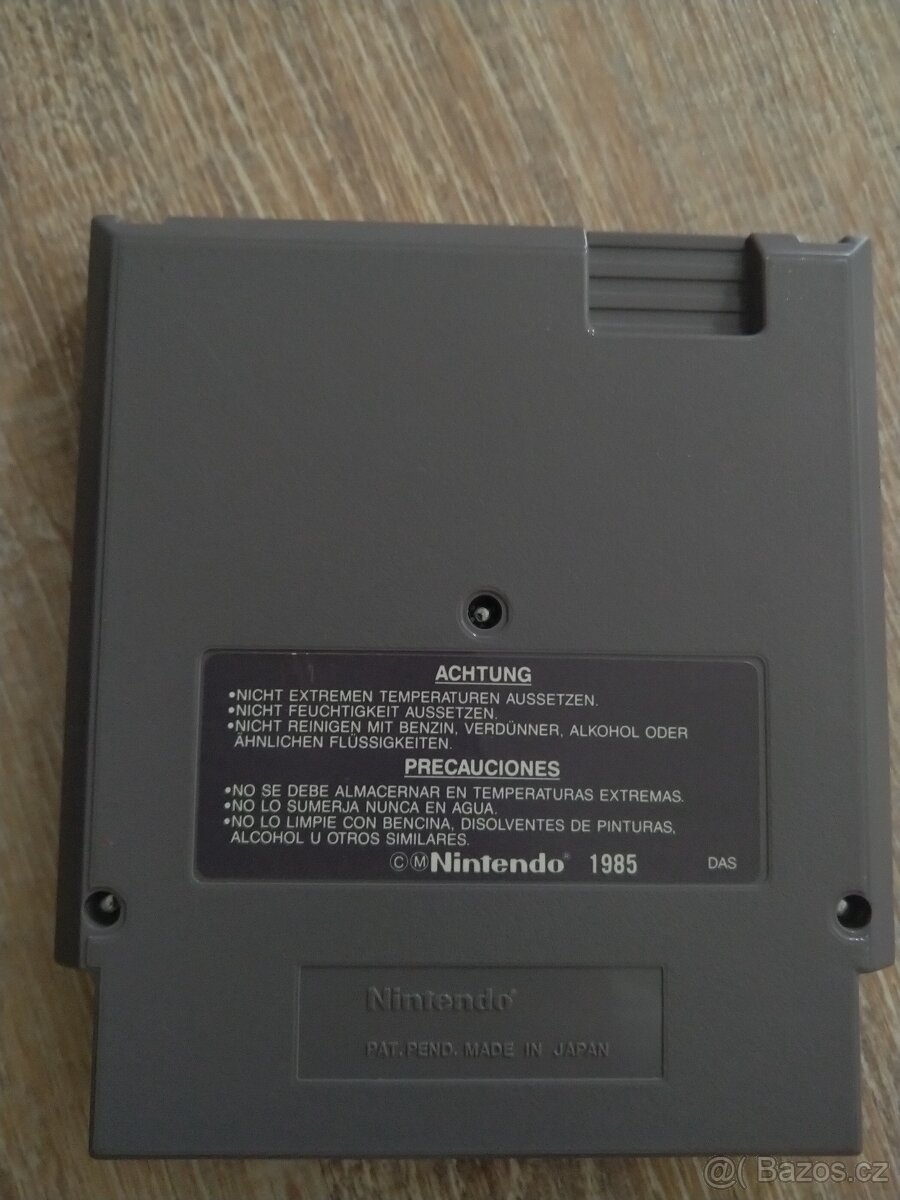 ACHTUNG
•NICHT EXTREMEN TEMPERATUREN AUSSETZEN.
•NICHT FEUCHTIGKEIT AUSSETZEN.
•NICHT REINIGEN MIT BENZIN, VERDÜNNER, ALKOHOL ODER
ÄHNLICHEN FLÜSSIGKEITEN.
PRECAUCIONES
•NO SE DEBE ALMACERNAR EN TEMPERATURAS EXTREMAS.
•NO LO SUMERJA NUNCA EN AGUA.
•NO LO LIMPIE CON BENCINA, DISOLVENTES DE PINTURAS,
ALCOHOL U OTROS SIMILARES.
©ⓂNintendo® 1985 DAS
Nintendo®
PAT. PEND. MADE IN JAPAN
@( Bazos.cz